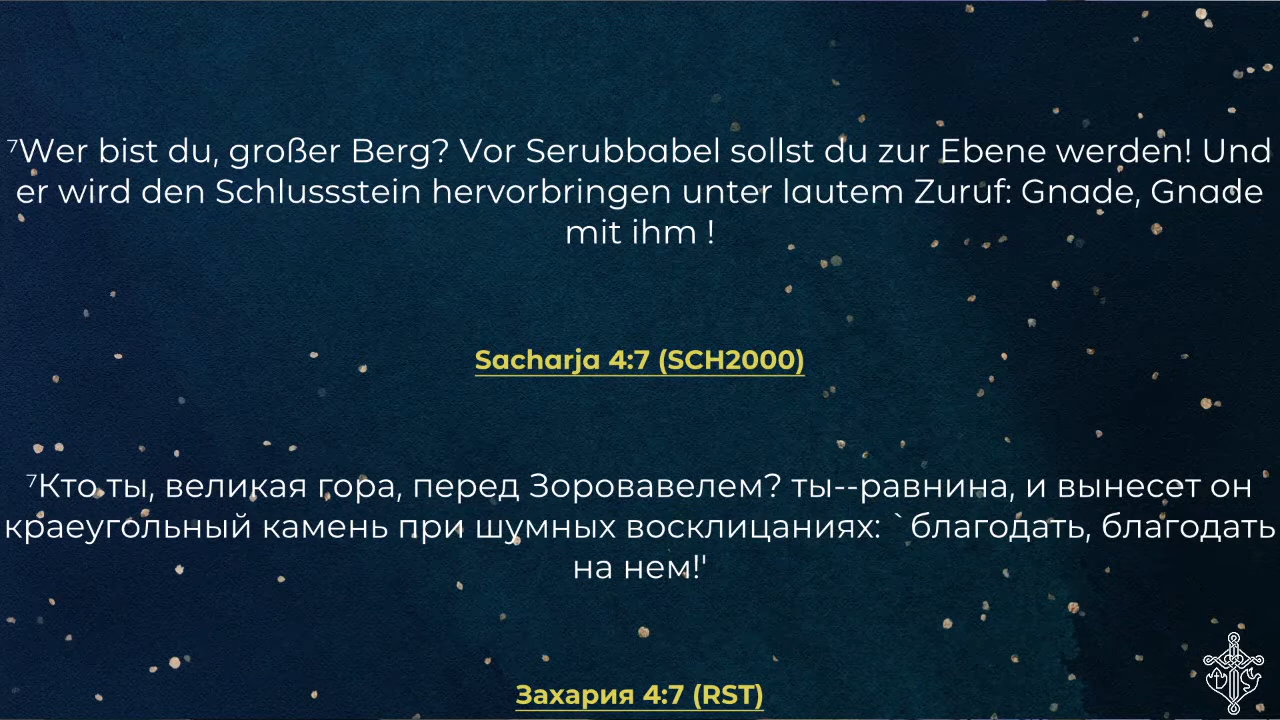 ⁷Wer bist du, großer Berg? Vor Serubbabel sollst du zur Ebene werden! Und
er wird den Schlussstein hervorbringen unter lautem Zuruf: Gnade, Gnade
mit ihm !
Sacharja 4:7 (SCH2000)
⁷Кто ты, великая гора, перед Зоровавелем? ты--равнина, и вынесет он
краеугольный камень при шумных восклицаниях: `благодать, благодать
на нем!'
Захария 4:7 (RST)